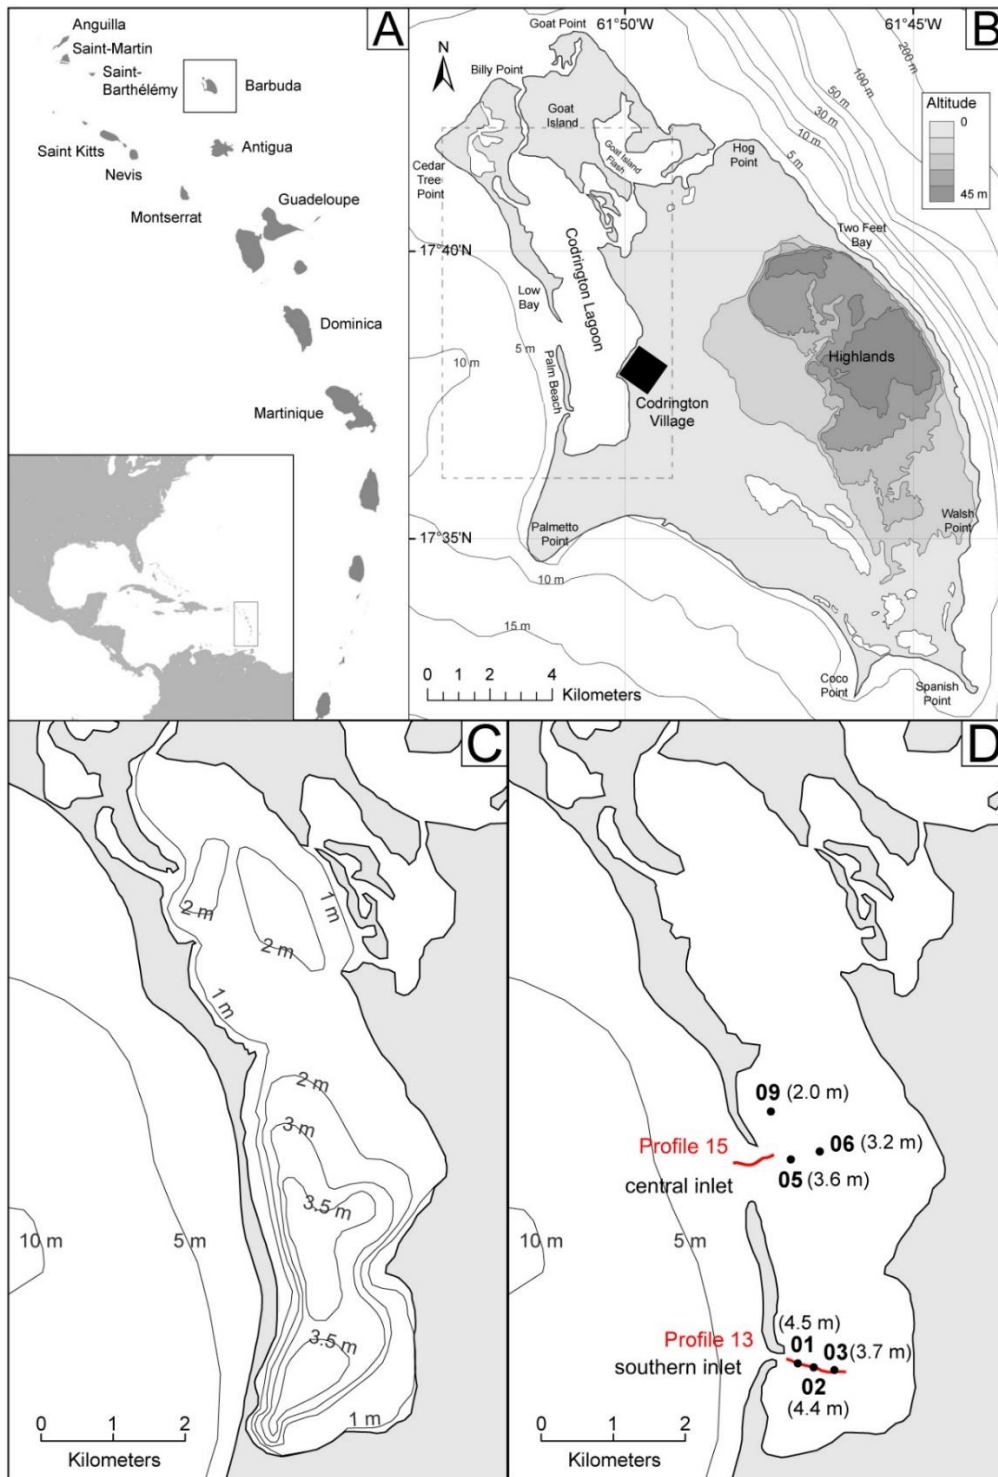 A
Anguilla
Saint-Martin
Saint-
Barthélémy
Barbuda
Saint Kitts
Nevis
Antigua
Montserrat
Guadeloupe
Dominica
Martinique
B
61°50'
61°45'W
N
Goat Point
Billy Point
Goat
Island
Goat Island
Flash
Cedar
Tree
Point
Hog
Point
200 m
100 m
50 m
30 m
10 m
5 m
Altitude
0
45 m
Two Feet
Bay
17°40'N
Codrington Lagoon
Low
Bay
5 m
10 m
Palm Beach
Highlands
Codrington
Village
Palmetto
Point
17°35'N
Walsh
Point
10 m
15 m
Coco
Point
Spanish
Point
0 1 2 4
Kilometers
C
2 m
2 m
1 m
1 m
2 m
3 m
3.5 m
3.5 m
1 m
10 m
5 m
0 2
Kilometers
D
09 (2.0 m)
06 (3.2 m)
05 (3.6 m)
Profile 15
central inlet
10 m
5 m
(4.5 m)
Profile 13
01
03 (3.7 m)
southern inlet
02
(4.4 m)
0 2
Kilometers